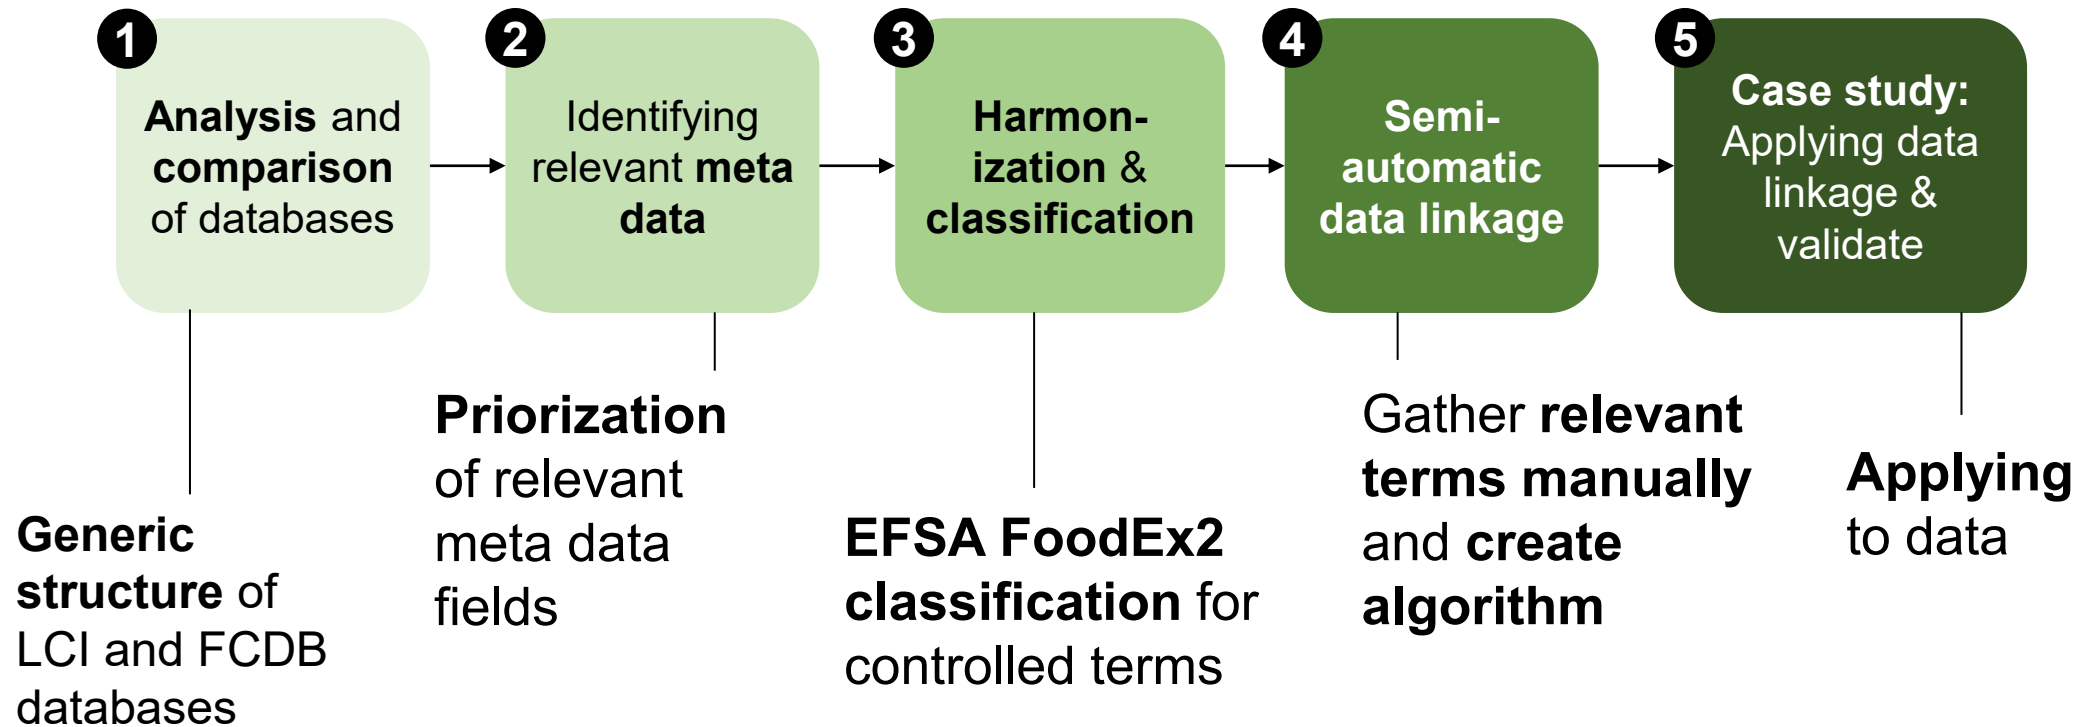 1
Analysis and
comparison
of databases
2
Identifying
relevant meta
data
3
Harmon-
ization &
classification
4
Semi-
automatic
data linkage
5
Case study:
Applying data
linkage &
validate
Generic
structure of
LCI and FCDB
databases
Priorization
of relevant
meta data
fields
EFSA FoodEx2
classification for
controlled terms
Gather relevant
terms manually
and create
algorithm
Applying
to data